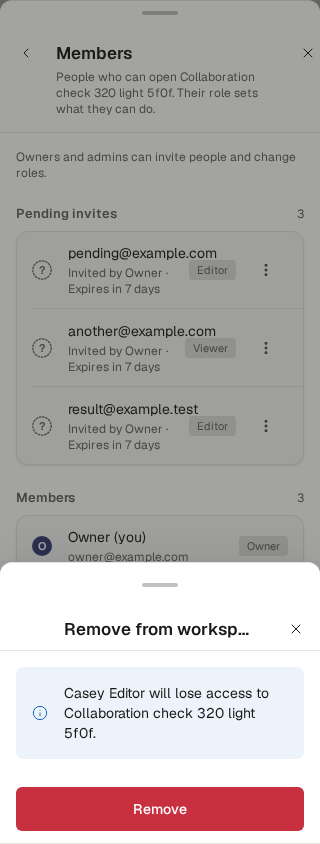 Members
People who can open Collaboration
check 320 light 5f0f. Their role sets
what they can do.
Owners and admins can invite people and change
roles.
Pending invites 3
? pending@example.com
Invited by Owner · Editor
Expires in 7 days
? another@example.com
Invited by Owner · Viewer
Expires in 7 days
? result@example.test
Invited by Owner · Editor
Expires in 7 days
Members 3
O Owner (you) Owner
owner@example.com
Remove from worksp...
Casey Editor will lose access to
Collaboration check 320 light
5f0f.
Remove